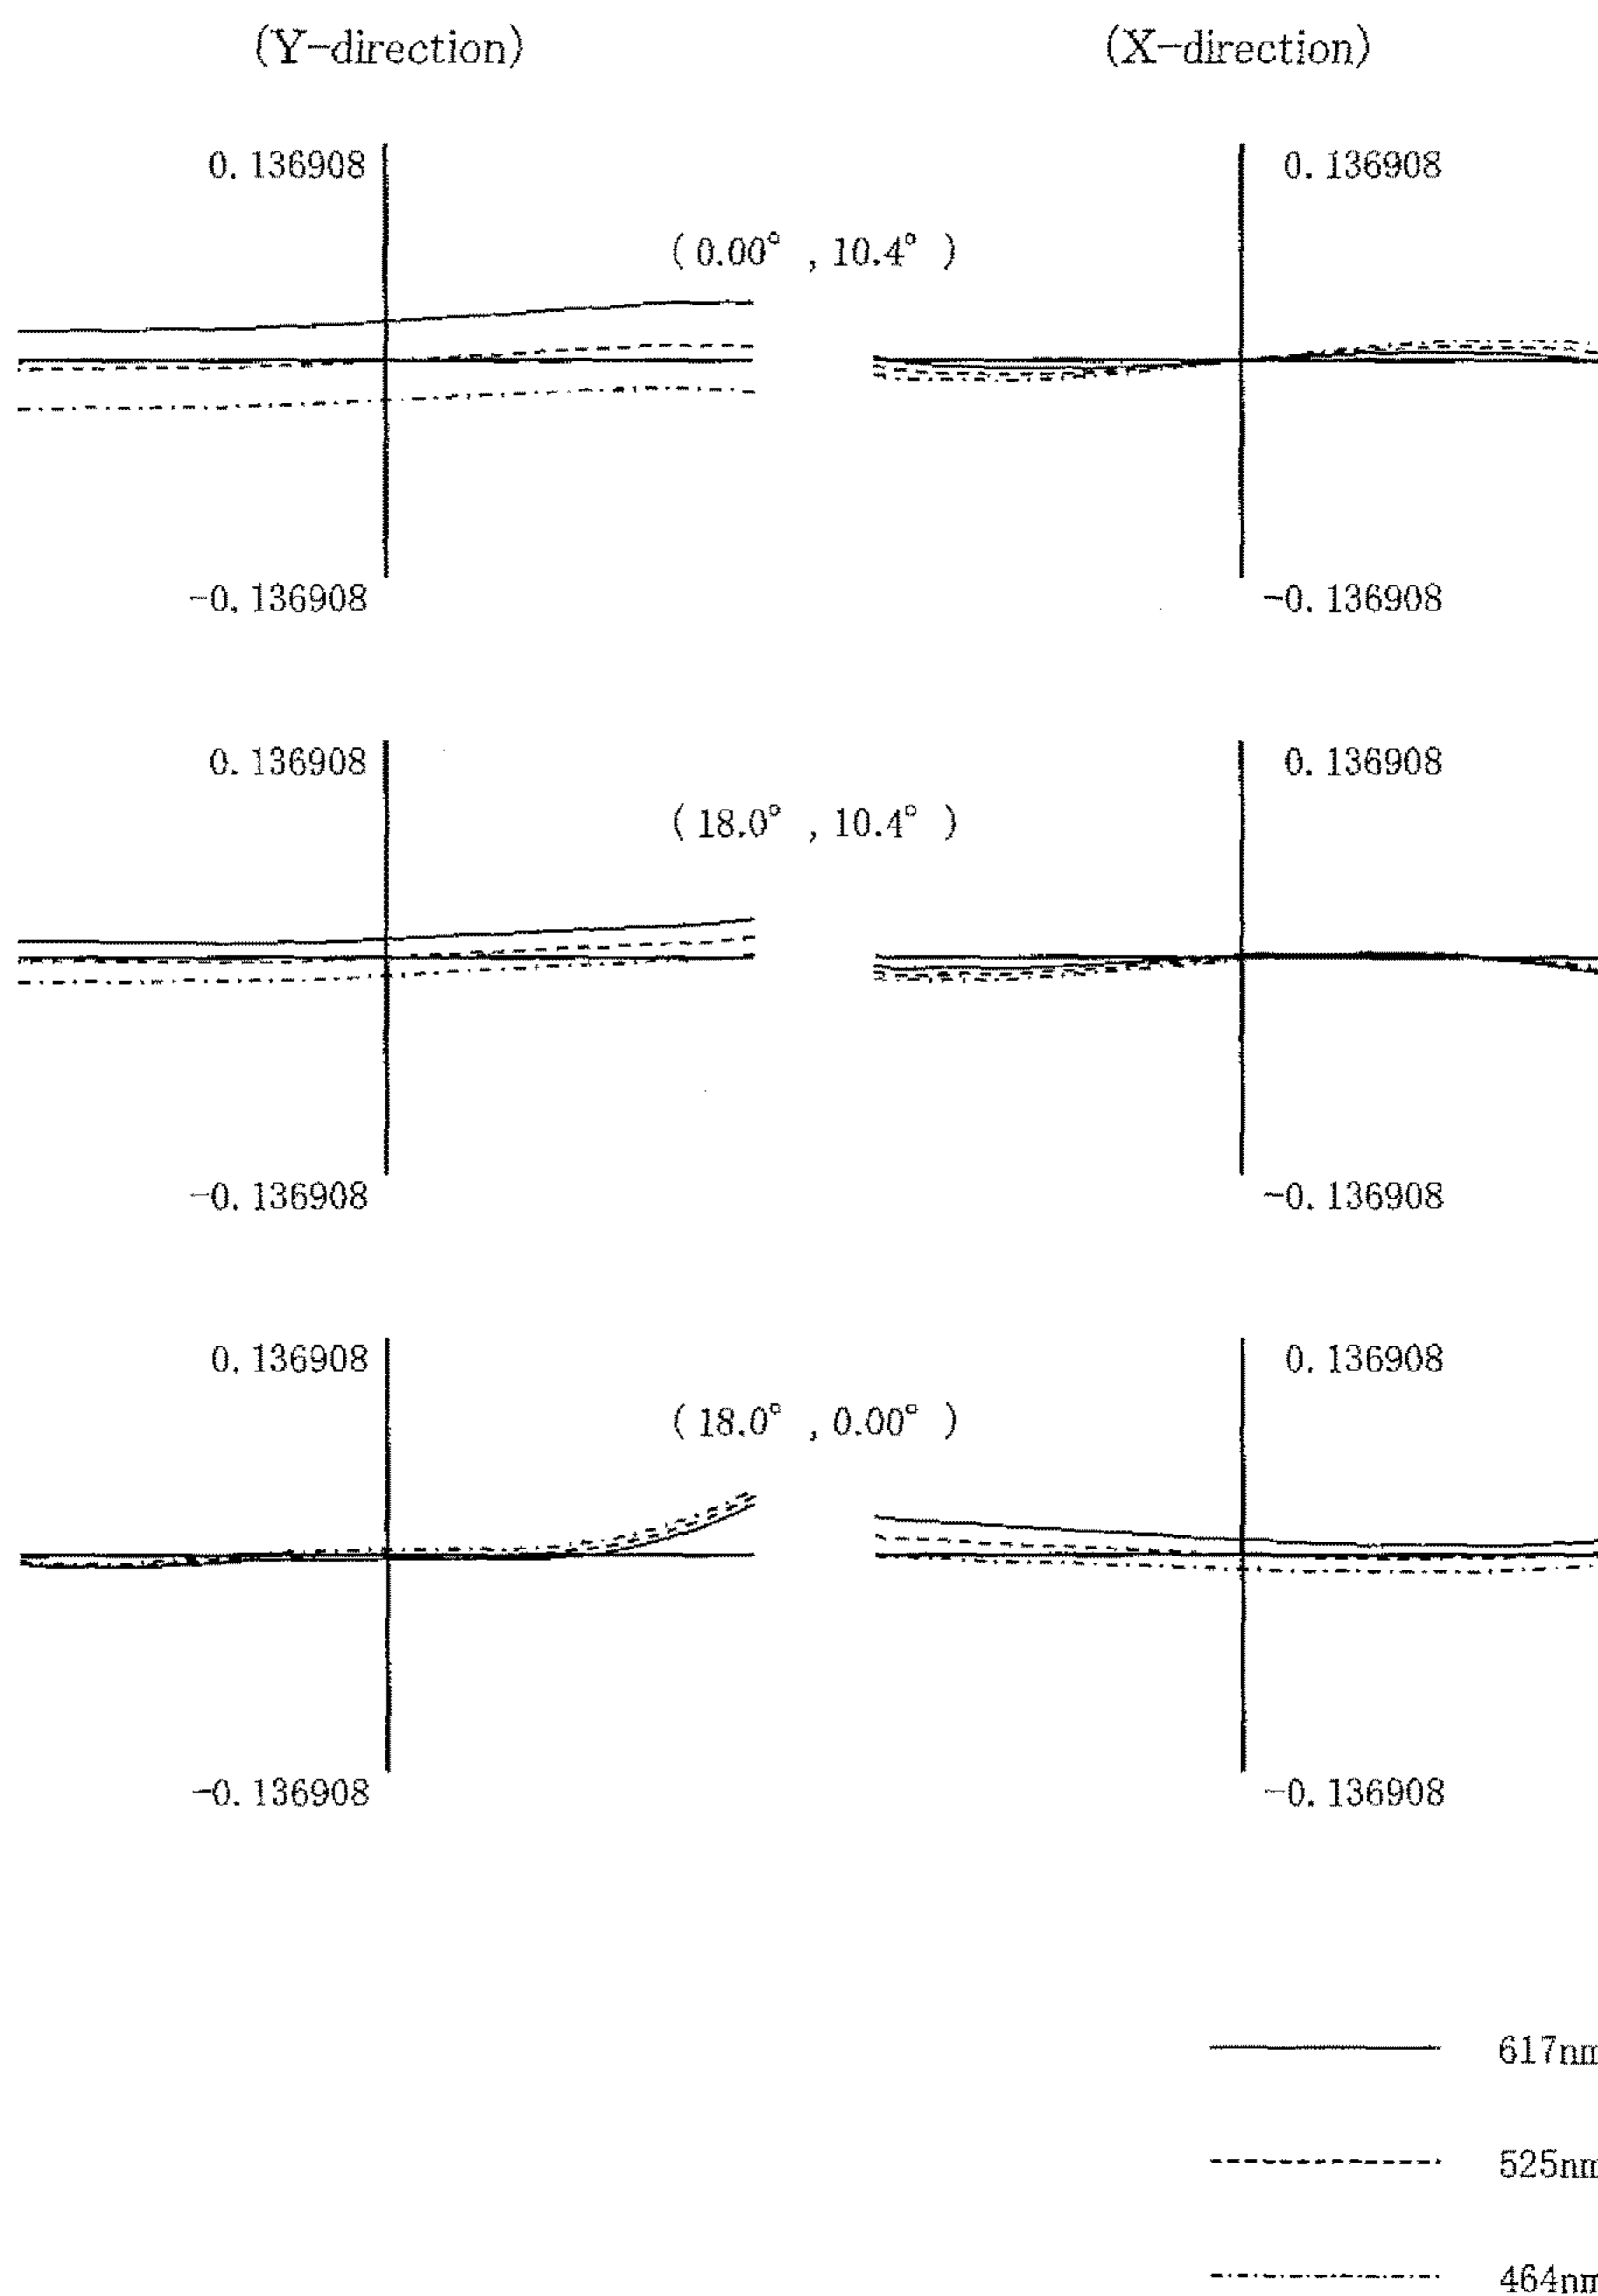 (Y-direction) (X-direction)
0.136908 0.136908
( 0.00° , 10.4° )
-0.136908 -0.136908
0.136908 0.136908
( 18.0° , 10.4° )
-0.136908 -0.136908
0.136908 0.136908
( 18.0° , 0.00° )
-0.136908 -0.136908
617nm
525nm
464nm